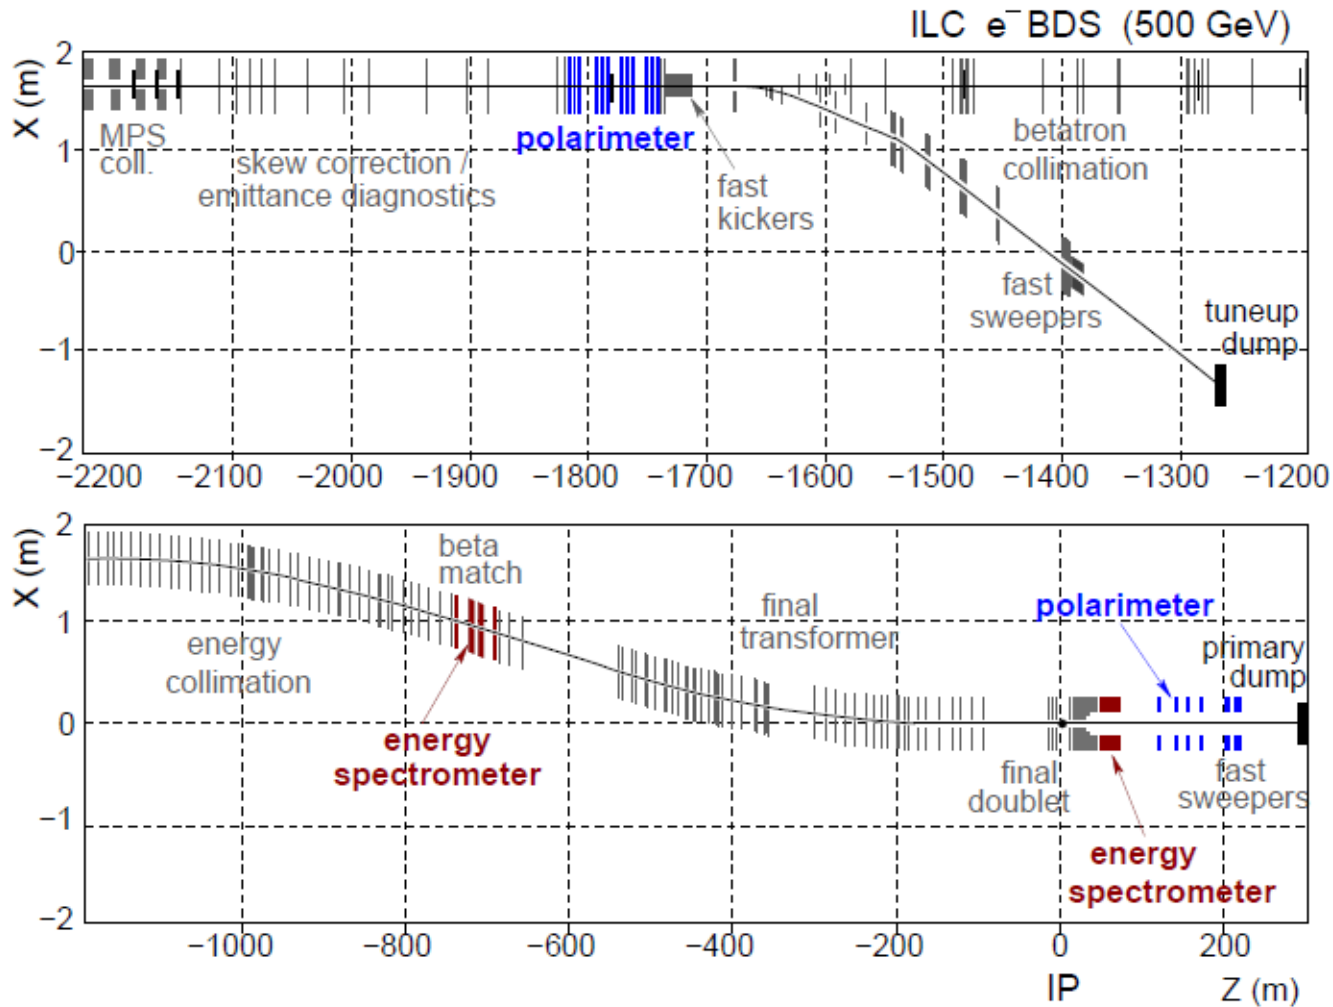 ILC e⁻ BDS (500 GeV)
X (m)
2
1
0
−1
−2
MPS
coll.
skew correction /
emittance diagnostics
polarimeter
fast
kickers
betatron
collimation
fast
sweepers
tuneup
dump
−2200 −2100 −2000 −1900 −1800 −1700 −1600 −1500 −1400 −1300 −1200
X (m)
2
1
0
−1
−2
energy
collimation
beta
match
energy
spectrometer
final
transformer
final
doublet
polarimeter
primary
dump
fast
sweepers
energy
spectrometer
−1000 −800 −600 −400 −200 0 200
IP Z (m)